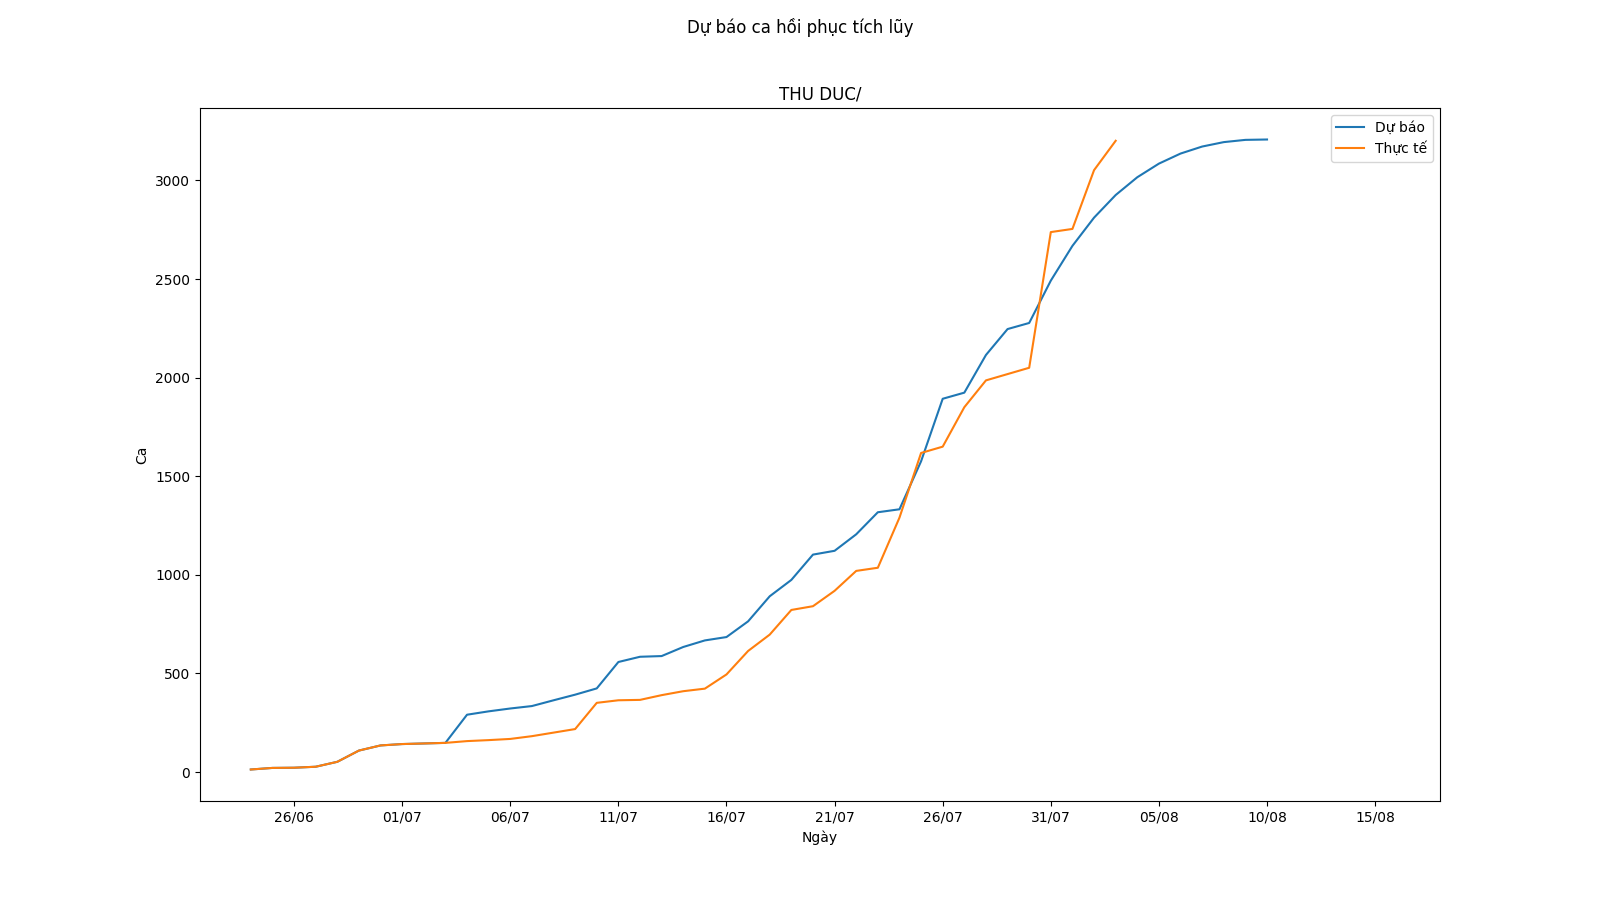 Dự báo ca hồi phục tích lũy
THU DUC/
Dự báo
Thực tế
3000
2500
2000
1500
1000
500
0
Ca
26/06 01/07 06/07 11/07 16/07 21/07 26/07 31/07 05/08 10/08 15/08
Ngày